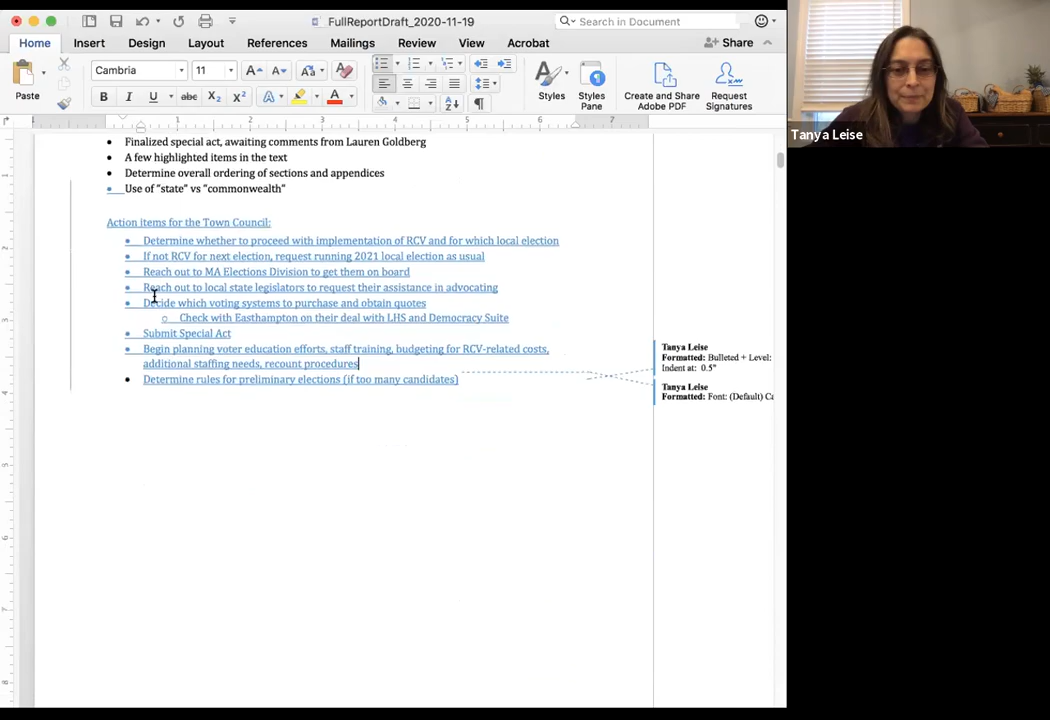 FullReportDraft_2020-11-19
Search in Document
Home Insert Design Layout References Mailings Review View Acrobat Share
Cambria 11
Paste
Styles
Styles Pane
Create and Share Adobe PDF
Request Signatures
1 2 3 4 5 6 7
Finalized special act, awaiting comments from Lauren Goldberg
A few highlighted items in the text
Determine overall ordering of sections and appendices
Use of "state" vs "commonwealth"
Action items for the Town Council:
Determine whether to proceed with implementation of RCV and for which local election
If not RCV for next election, request running 2021 local election as usual
Reach out to MA Elections Division to get them on board
Reach out to local state legislators to request their assistance in advocating
Decide which voting systems to purchase and obtain quotes
Check with Easthampton on their deal with LHS and Democracy Suite
Submit Special Act
Begin planning voter education efforts, staff training, budgeting for RCV-related costs,
additional staffing needs, recount procedures
Determine rules for preliminary elections (if too many candidates)
Tanya Leise
Formatted: Bulleted + Level:
Indent at: 0.5"
Tanya Leise
Formatted: Font: (Default) Ca
Tanya Leise